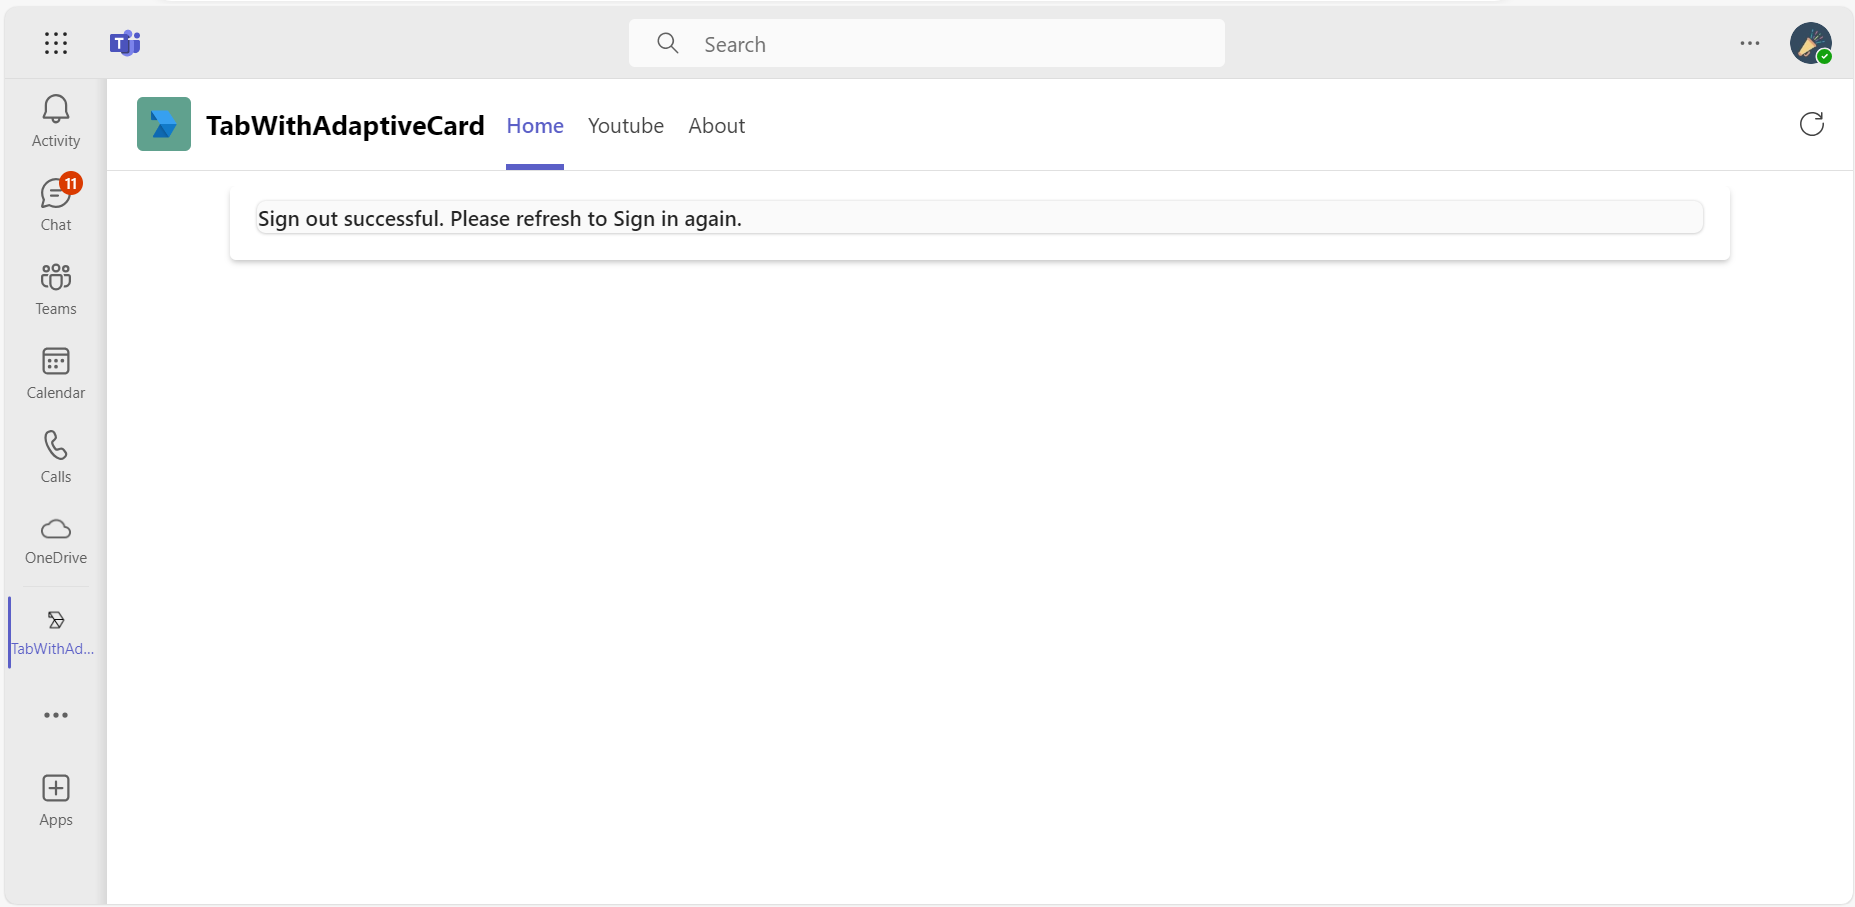 Search
TabWithAdaptiveCard Home Youtube About
Activity
11
Chat
Teams
Calendar
Calls
OneDrive
TabWithAd...
Apps
Sign out successful. Please refresh to Sign in again.